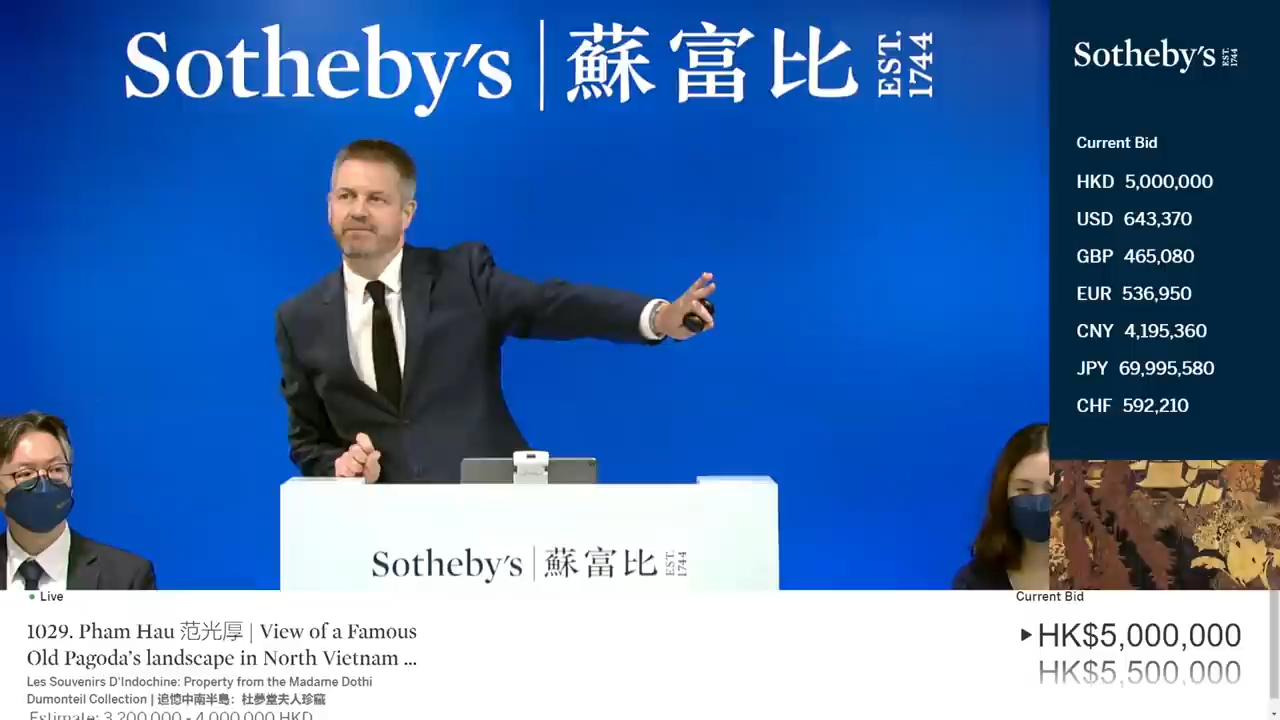 Sotheby's | 蘇富比 EST. 1744
Sotheby's EST. 1744
Current Bid
HKD 5,000,000
USD 643,370
GBP 465,080
EUR 536,950
CNY 4,195,360
JPY 69,995,580
CHF 592,210
Sotheby's | 蘇富比 EST. 1744
Live
1029. Pham Hau 范光厚 | View of a Famous
Old Pagoda's landscape in North Vietnam ...
Les Souvenirs D'Indochine: Property from the Madame Dothi
Dumonteil Collection | 追憶中南半島：杜夢堂夫人珍藏
Estimate: 3,200,000 - 4,000,000 HKD
Current Bid
HK$5,000,000
HK$5,500,000